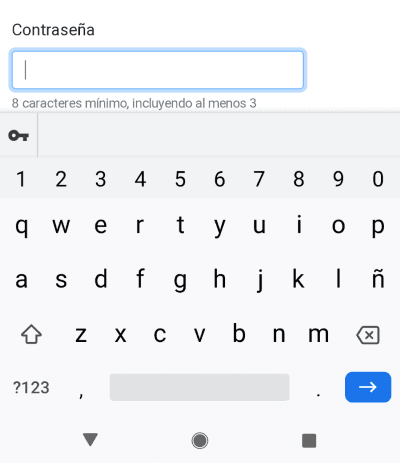 Contraseña
8 caracteres mínimo, incluyendo al menos 3
1 2 3 4 5 6 7 8 9 0
q w e r t y u i o p
a s d f g h j k l ñ
z x c v b n m
?123 , .